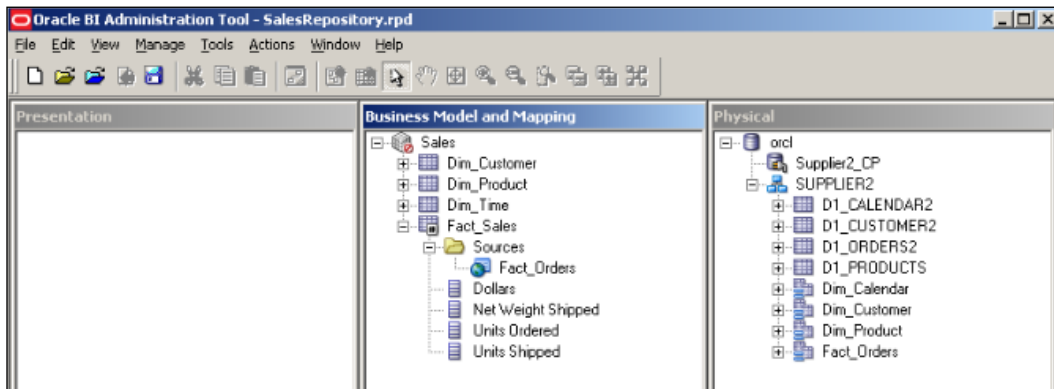 Oracle BI Administration Tool - SalesRepository.rpd
File Edit View Manage Tools Actions Window Help
Presentation
Business Model and Mapping
Sales
Dim_Customer
Dim_Product
Dim_Time
Fact_Sales
Sources
Fact_Orders
Dollars
Net Weight Shipped
Units Ordered
Units Shipped
Physical
orcl
Supplier2_CP
SUPPLIER2
D1_CALENDAR2
D1_CUSTOMER2
D1_ORDERS2
D1_PRODUCTS
Dim_Calendar
Dim_Customer
Dim_Product
Fact_Orders